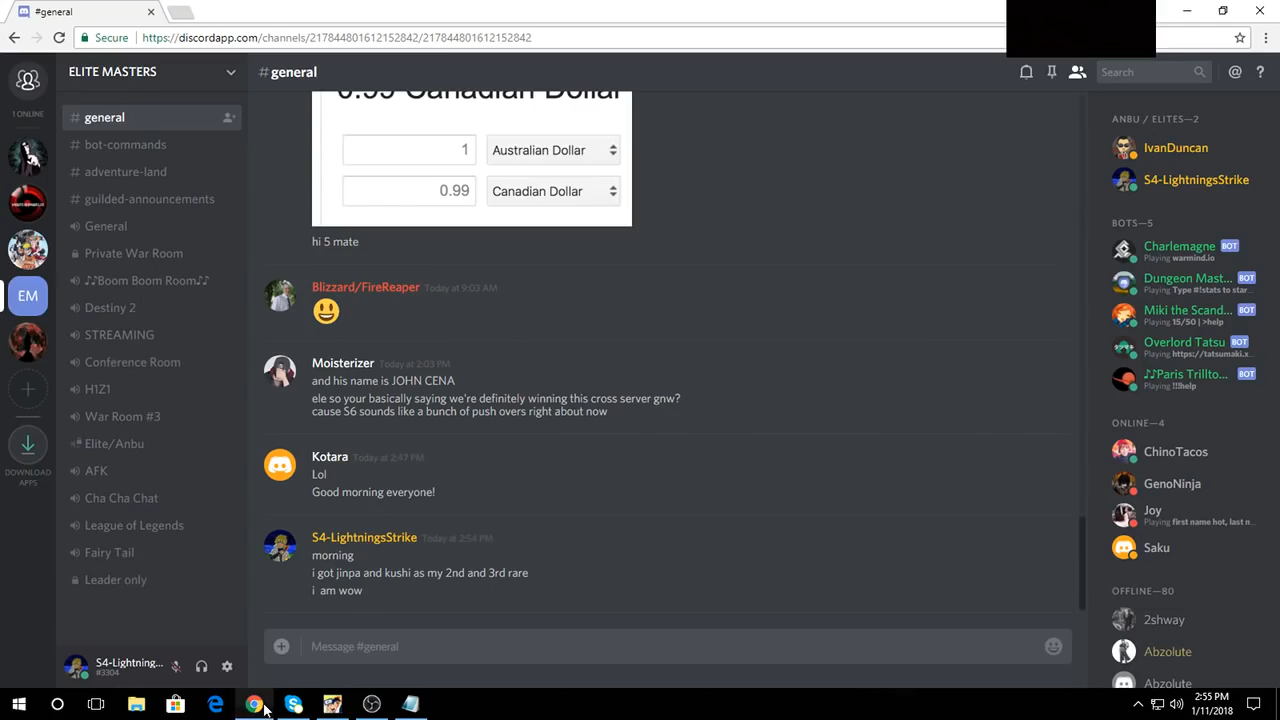 #general
Secure
https://discordapp.com/channels/217844801612152842/217844801612152842
1 ONLINE
EM
DOWNLOAD
APPS
ELITE MASTERS
# general
# bot-commands
# adventure-land
# guilded-announcements
General
Private War Room
♪♪Boom Boom Room♪♪
Destiny 2
STREAMING
Conference Room
H1Z1
War Room #3
Elite/Anbu
AFK
Cha Cha Chat
League of Legends
Fairy Tail
Leader only
S4-Lightning...
#3304
#general
Search
@
?
0.99 Canadian Dollar
1 Australian Dollar
0.99 Canadian Dollar
hi 5 mate
Blizzard/FireReaper Today at 9:03 AM
Moisterizer Today at 2:03 PM
and his name is JOHN CENA
ele so your basically saying we're definitely winning this cross server gnw?
cause S6 sounds like a bunch of push overs right about now
Kotara Today at 2:47 PM
Lol
Good morning everyone!
S4-LightningsStrike Today at 2:54 PM
morning
i got jinpa and kushi as my 2nd and 3rd rare
i am wow
Message #general
ANBU / ELITES—2
IvanDuncan
S4-LightningsStrike
BOTS—5
Charlemagne BOT
Playing warmind.io
Dungeon Mast... BOT
Playing Type #!stats to star...
Miki the Scand... BOT
Playing 15/50 | >help
Overlord Tatsu BOT
Playing https://tatsumaki.x...
♪♪Paris Trillto... BOT
Playing !!!help
ONLINE—4
ChinoTacos
GenoNinja
Joy
Playing first name hot, last n...
Saku
OFFLINE—80
2shway
Abzolute
Abzolute
2:55 PM
1/11/2018